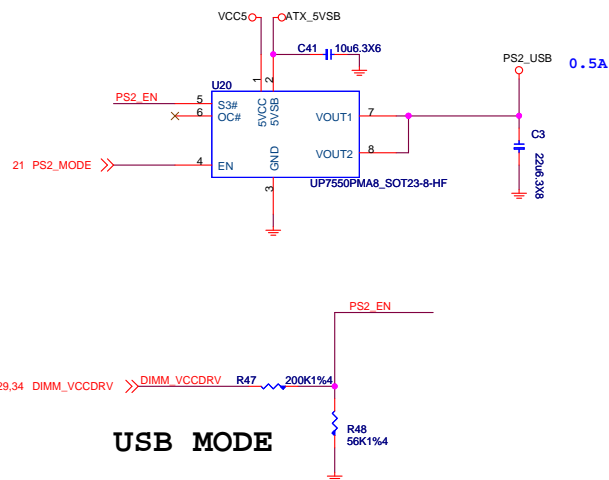 VCC5
ATX_5VSB
C41 10u6.3X6
PS2_USB 0.5A
U20
1 2
PS2_EN 5 S3# 5VCC 5VSB VOUT1 7
6 OC#
C3
22u6.3X8
21 PS2_MODE 4 EN GND VOUT2 8
3
UP7550PMA8_SOT23-8-HF
PS2_EN
29,34 DIMM_VCCDRV DIMM_VCCDRV R47 200K1%4
R48
56K1%4
USB MODE